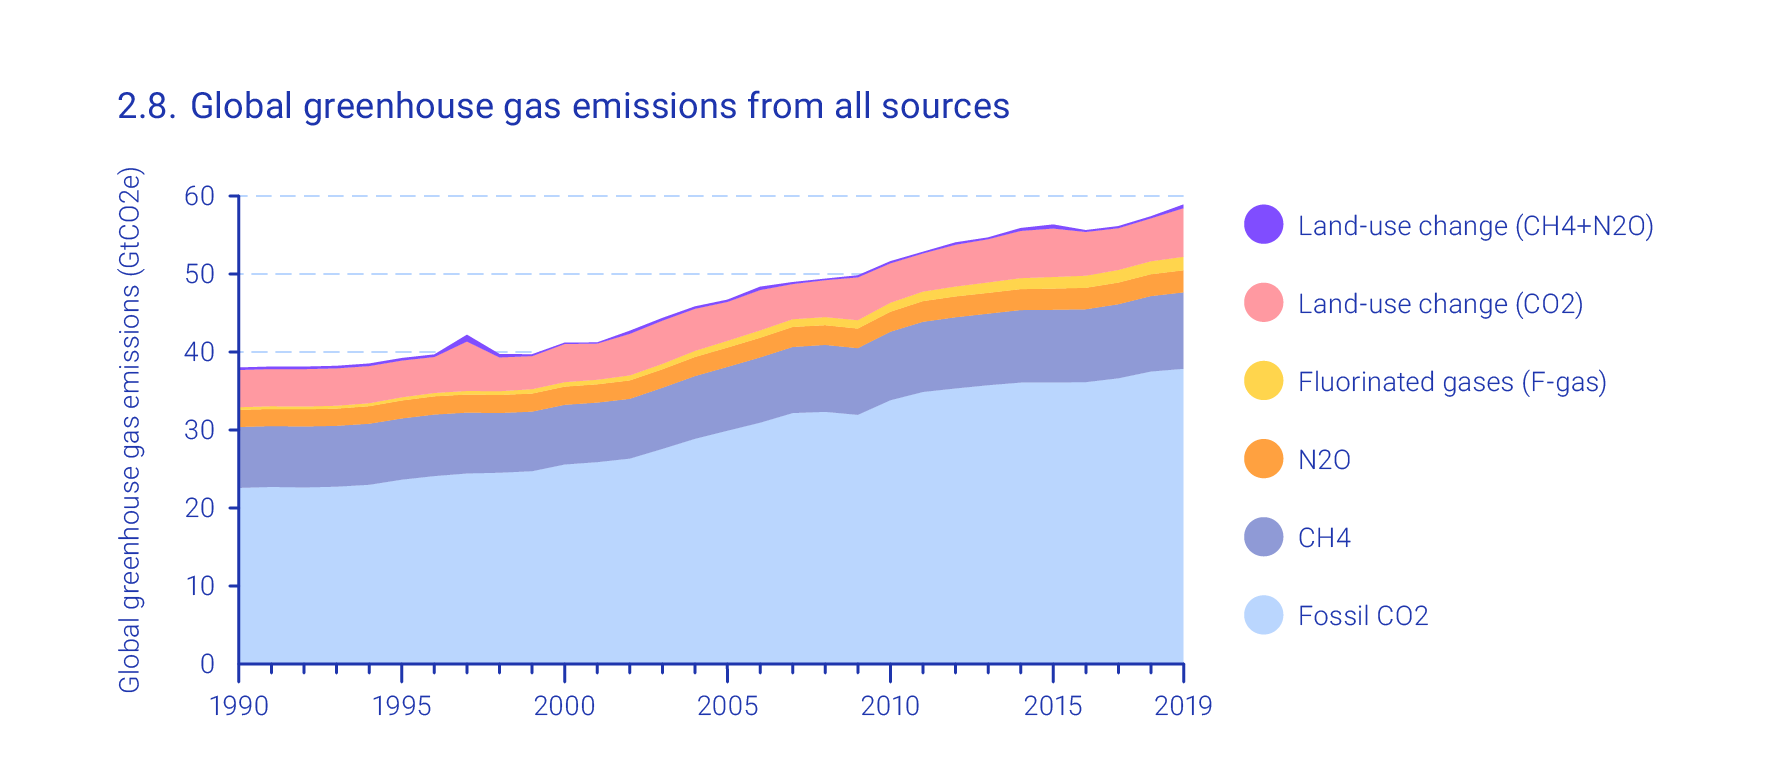 2.8. Global greenhouse gas emissions from all sources
Global greenhouse gas emissions (GtCO2e)
60
50
40
30
20
10
0
1990 1995 2000 2005 2010 2015 2019
Land-use change (CH4+N2O)
Land-use change (CO2)
Fluorinated gases (F-gas)
N2O
CH4
Fossil CO2